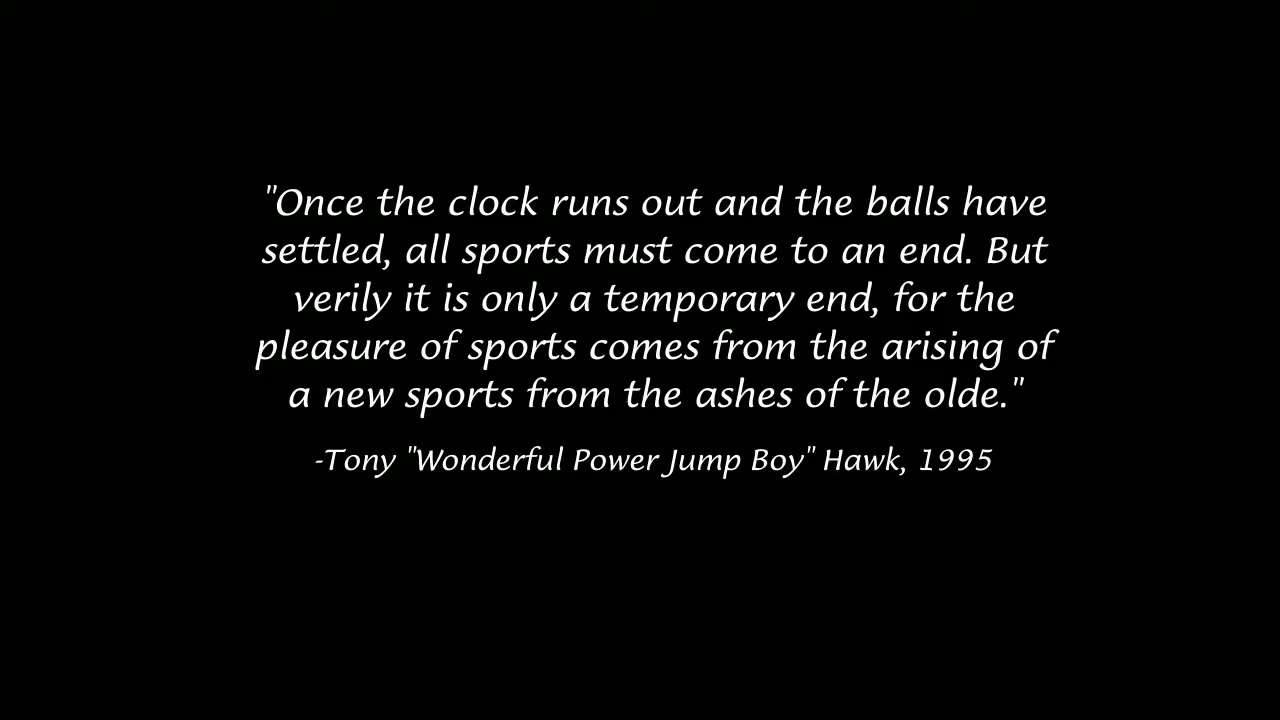 "Once the clock runs out and the balls have
settled, all sports must come to an end. But
verily it is only a temporary end, for the
pleasure of sports comes from the arising of
a new sports from the ashes of the olde."
-Tony "Wonderful Power Jump Boy" Hawk, 1995